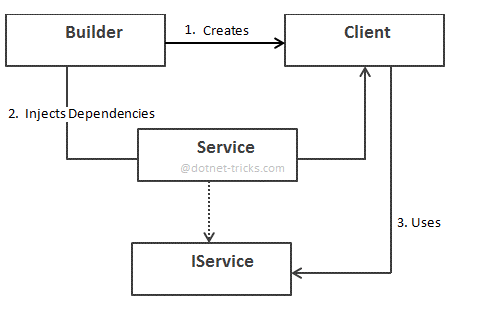 Builder
1. Creates
Client
2. Injects Dependencies
Service
@dotnet-tricks.com
3. Uses
IService